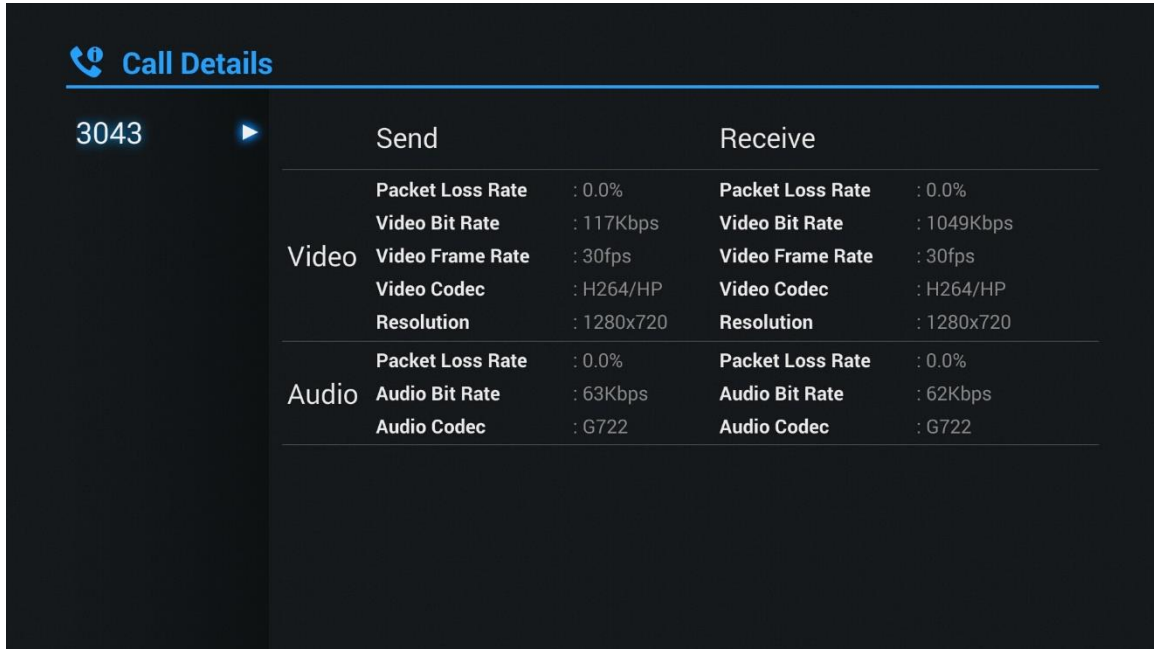 Call Details
3043
Send Receive
Packet Loss Rate : 0.0% Packet Loss Rate : 0.0%
Video Bit Rate : 117Kbps Video Bit Rate : 1049Kbps
Video Video Frame Rate : 30fps Video Frame Rate : 30fps
Video Codec : H264/HP Video Codec : H264/HP
Resolution : 1280x720 Resolution : 1280x720
Packet Loss Rate : 0.0% Packet Loss Rate : 0.0%
Audio Audio Bit Rate : 63Kbps Audio Bit Rate : 62Kbps
Audio Codec : G722 Audio Codec : G722